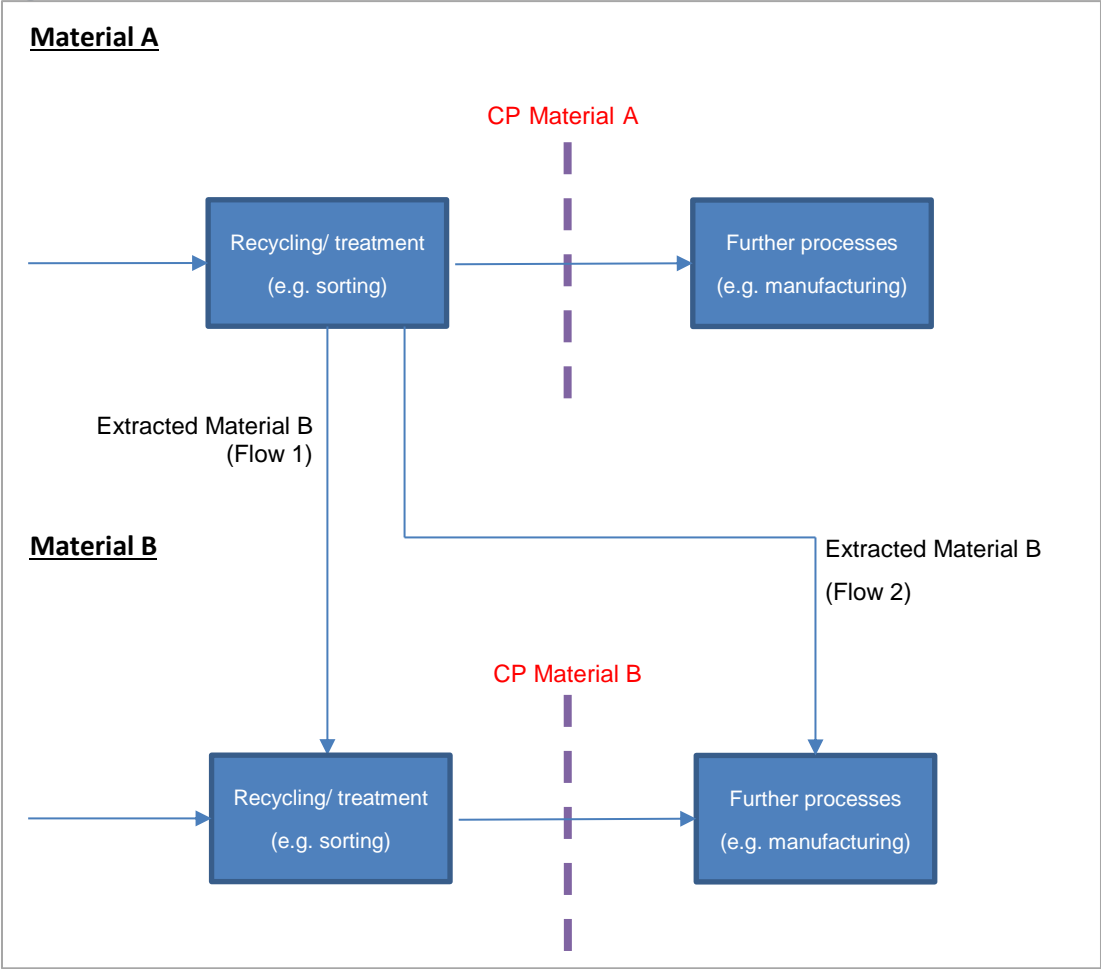 Material A
CP Material A
Recycling/ treatment
(e.g. sorting)
Further processes
(e.g. manufacturing)
Extracted Material B
(Flow 1)
Material B
Extracted Material B
(Flow 2)
CP Material B
Recycling/ treatment
(e.g. sorting)
Further processes
(e.g. manufacturing)